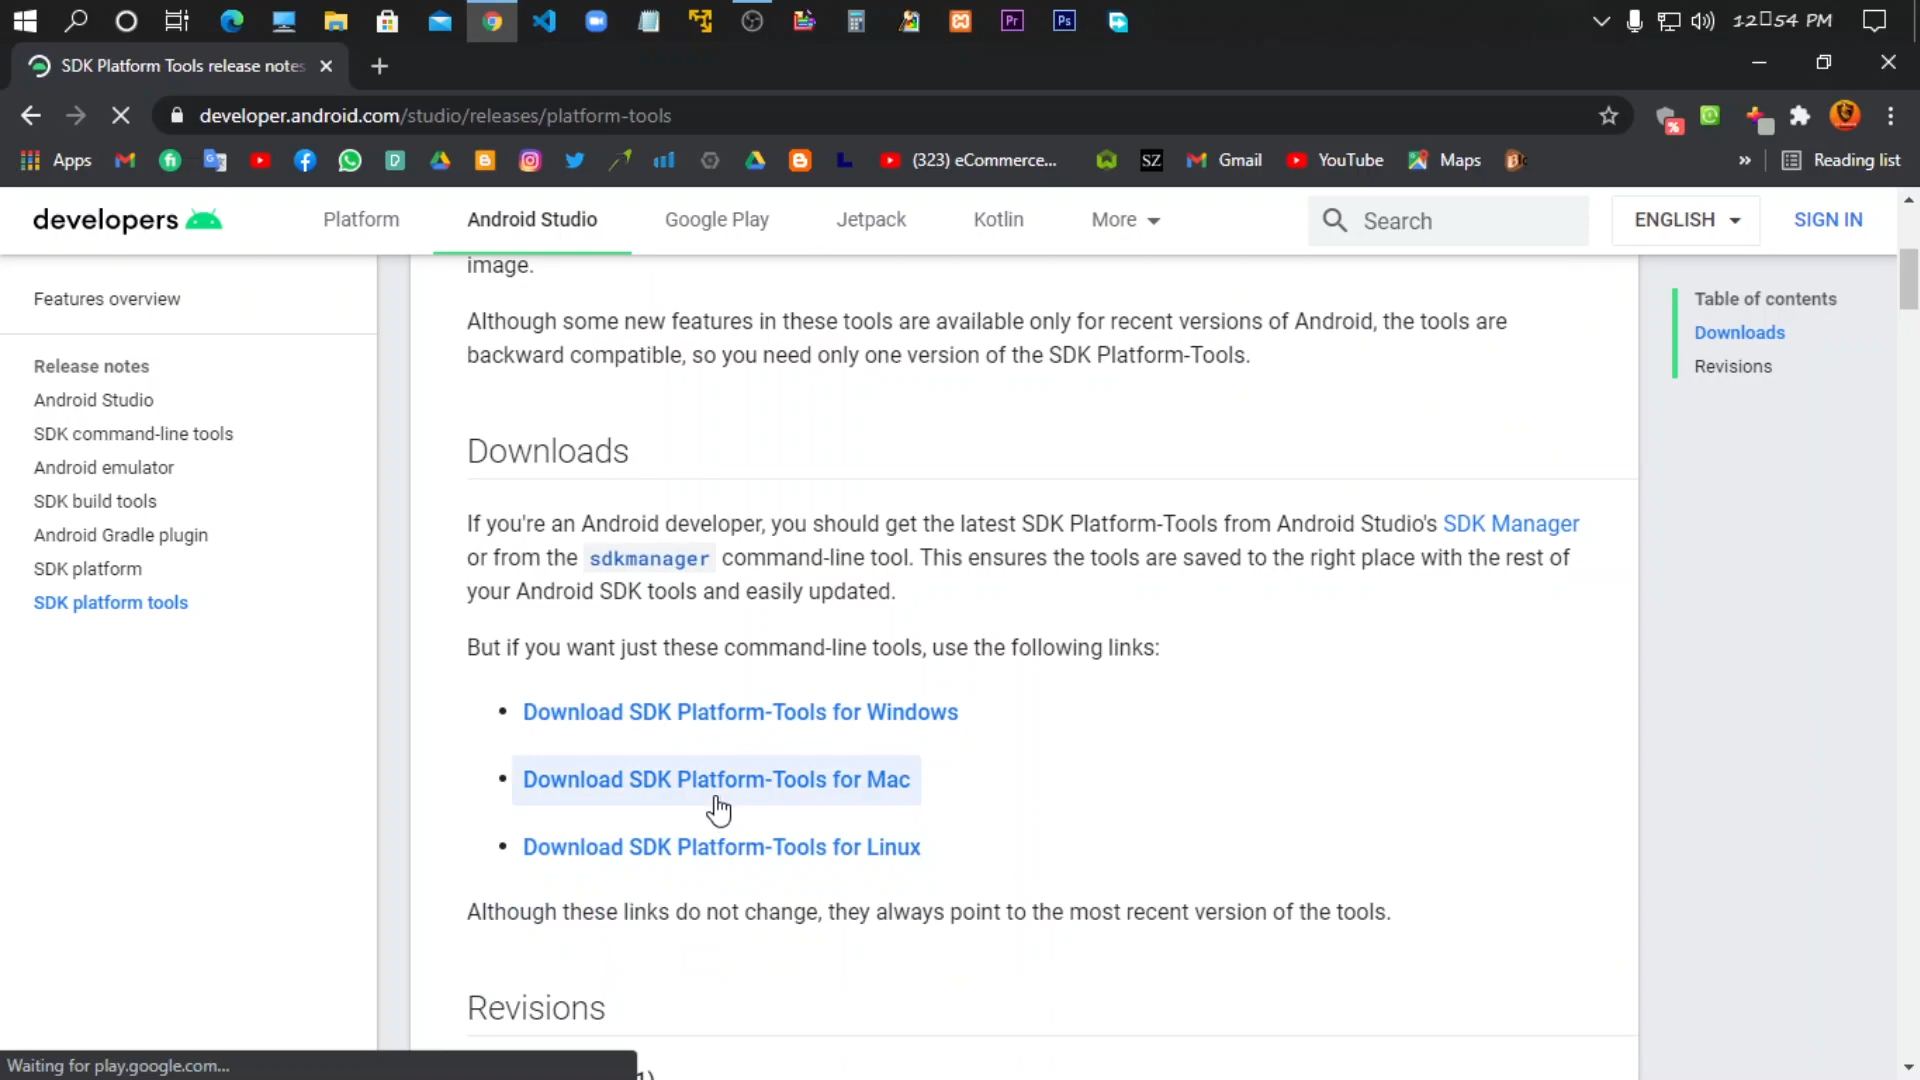 12▯54 PM
SDK Platform Tools release notes
developer.android.com/studio/releases/platform-tools
Apps
(323) eCommerce...
SZ
Gmail
YouTube
Maps
»
Reading list
developers
Platform
Android Studio
Google Play
Jetpack
Kotlin
More
Search
ENGLISH
SIGN IN
Features overview
Release notes
Android Studio
SDK command-line tools
Android emulator
SDK build tools
Android Gradle plugin
SDK platform
SDK platform tools
image.
Although some new features in these tools are available only for recent versions of Android, the tools are
backward compatible, so you need only one version of the SDK Platform-Tools.
Downloads
If you're an Android developer, you should get the latest SDK Platform-Tools from Android Studio's SDK Manager
or from the sdkmanager command-line tool. This ensures the tools are saved to the right place with the rest of
your Android SDK tools and easily updated.
But if you want just these command-line tools, use the following links:
• Download SDK Platform-Tools for Windows
• Download SDK Platform-Tools for Mac
• Download SDK Platform-Tools for Linux
Although these links do not change, they always point to the most recent version of the tools.
Revisions
Table of contents
Downloads
Revisions
Waiting for play.google.com...